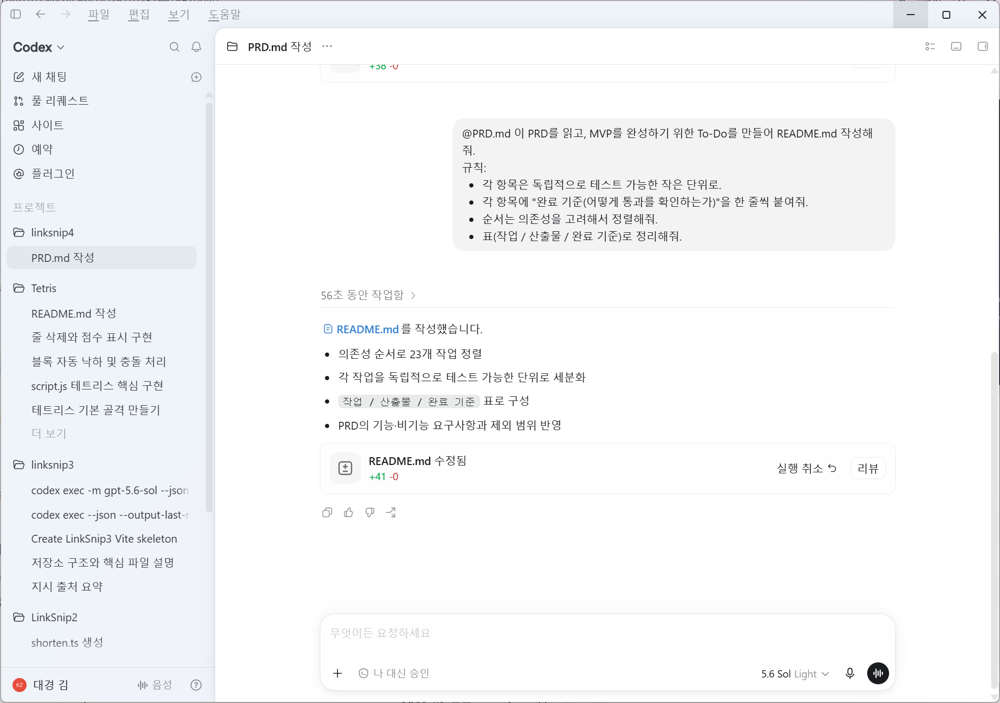 파일 편집 보기 도움말
Codex
새 채팅
풀 리퀘스트
사이트
예약
플러그인
프로젝트
linksnip4
PRD.md 작성
Tetris
README.md 작성
줄 삭제와 점수 표시 구현
블록 자동 낙하 및 충돌 처리
script.js 테트리스 핵심 구현
테트리스 기본 골격 만들기
더 보기
linksnip3
codex exec -m gpt-5.6-sol --json
codex exec --json --output-last-
Create LinkSnip3 Vite skeleton
저장소 구조와 핵심 파일 설명
지시 출처 요약
LinkSnip2
shorten.ts 생성
KZ 대경 김 음성
PRD.md 작성
+38 -0
@PRD.md 이 PRD를 읽고, MVP를 완성하기 위한 To-Do를 만들어 README.md 작성해
줘.
규칙:
각 항목은 독립적으로 테스트 가능한 작은 단위로.
각 항목에 "완료 기준(어떻게 통과를 확인하는가)"을 한 줄씩 붙여줘.
순서는 의존성을 고려해서 정렬해줘.
표(작업 / 산출물 / 완료 기준)로 정리해줘.
56초 동안 작업함
README.md 를 작성했습니다.
의존성 순서로 23개 작업 정렬
각 작업을 독립적으로 테스트 가능한 단위로 세분화
작업 / 산출물 / 완료 기준 표로 구성
PRD의 기능·비기능 요구사항과 제외 범위 반영
README.md 수정됨
+41 -0
실행 취소 리뷰
무엇이든 요청하세요
나 대신 승인
5.6 Sol Light